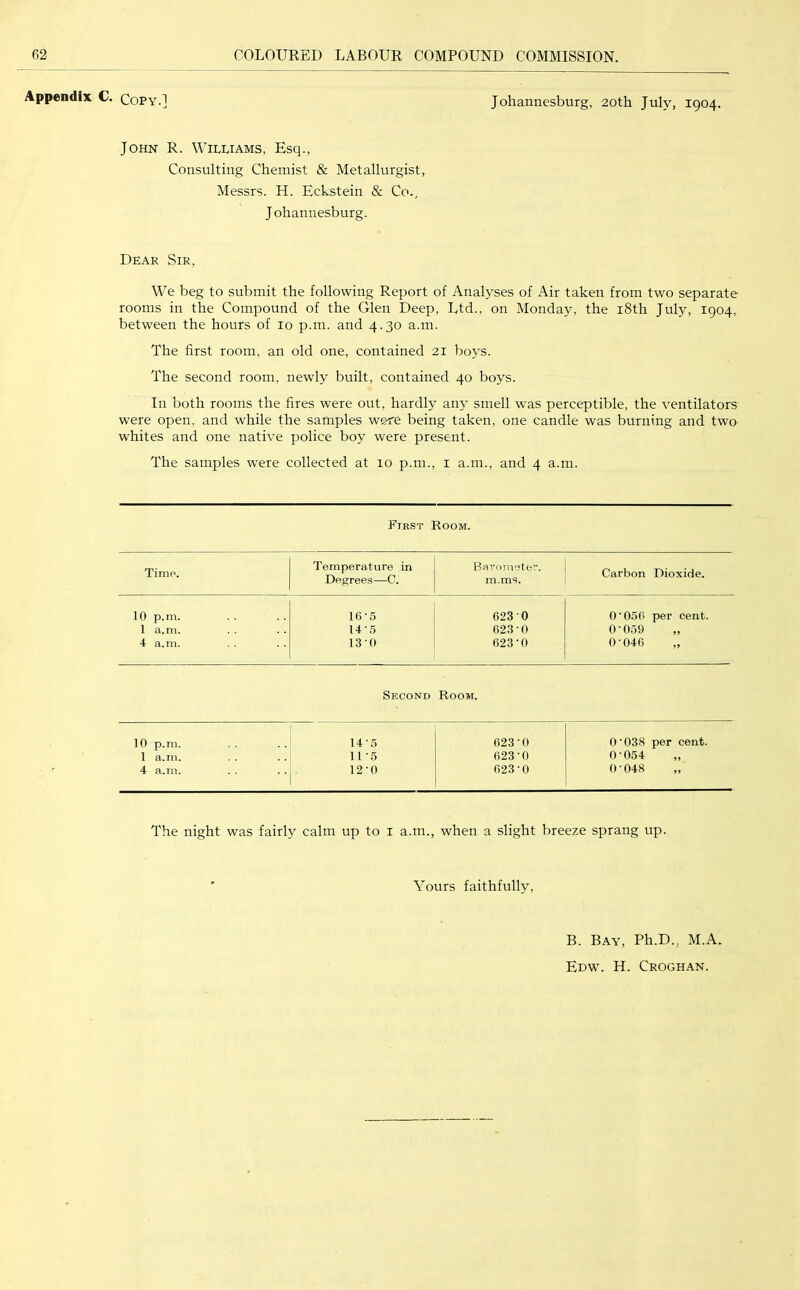 62 COLOURED LABOUR COMPOUND COMMISSION.
Appendix C. COPY.] Johannesburg, 20th July, 1904.
JOHN R. WILLIAMS, Esq.,
Consulting Chemist & Metallurgist,
Messrs. H. Eckstein & Co.,
Johannesburg.
DEAR SIR,
We beg to submit the following Report of Analyses of Air taken from two separate
rooms in the Compound of the Glen Deep, Ltd., on Monday, the 18th July, 1904,
between the hours of 10 p.m. and 4.30 a.m.
The first room, an old one, contained 21 boys.
The second room, newly built, contained 40 boys.
In both rooms the fires were out, hardly any smell was perceptible, the ventilators
were open, and while the samples were being taken, one candle was burning and two
whites and one native police boy were present.
The samples were collected at 10 p.m., 1 a.m., and 4 a.m.
FIRST ROOM.
Time. Temperature in Degrees—C. Barometer. m.ms. Carbon Dioxide.
10 p.m. .. .. 16·5 623·0 0·056 per cent.
1 a.m. .. .. 14·5 623·0 0·059 ,,
4 a.m. .. .. 13·0 623·0 0·046 ,,
SECOND ROOM.
10 p.m. .. .. 14·5 623·0 0·038 per cent.
1 a.m. .. .. 11·5 623·0 0·054 ,,
4 a.m. .. .. 12·0 623·0 0·048 ,,
The night was fairly calm up to 1 a.m., when a slight breeze sprang up.
Yours faithfully,
B. BAY, Ph.D., M.A.
EDW. H. CROGHAN.